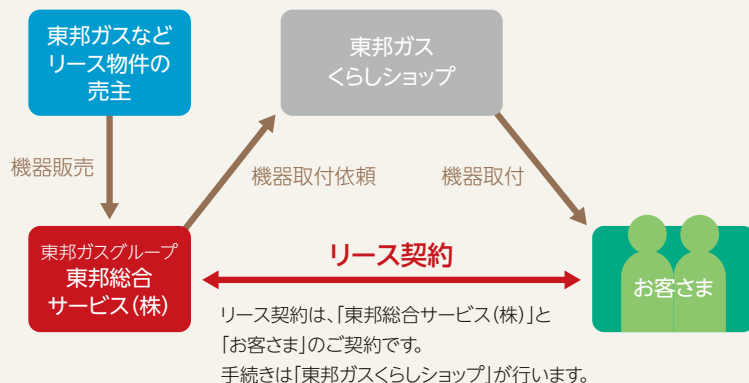 東邦ガスなど
リース物件の
売主
東邦ガス
くらしショップ
機器販売
機器取付依頼
機器取付
東邦ガスグループ
東邦総合
サービス(株)
リース契約
お客さま
リース契約は、「東邦総合サービス(株)」と
「お客さま」のご契約です。
手続きは「東邦ガスくらしショップ」が行います。